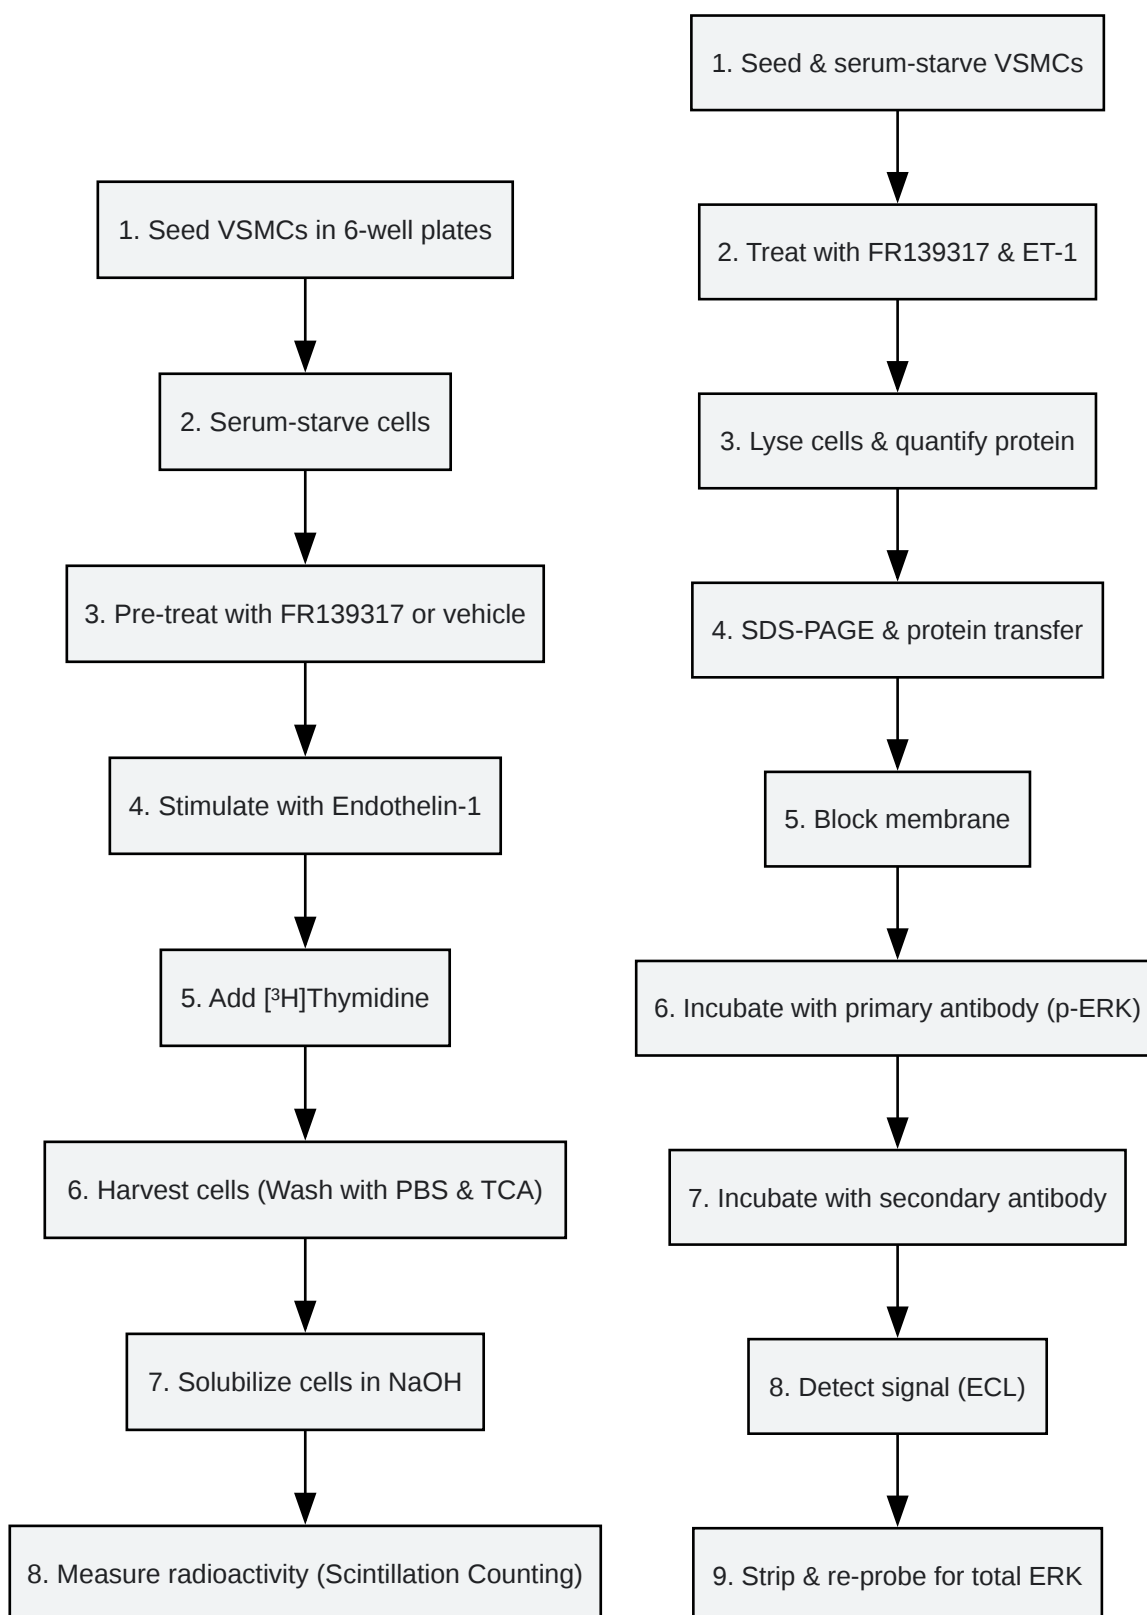 1. Seed VSMCs in 6-well plates
2. Serum-starve cells
3. Pre-treat with FR139317 or vehicle
4. Stimulate with Endothelin-1
5. Add [³H]Thymidine
6. Harvest cells (Wash with PBS & TCA)
7. Solubilize cells in NaOH
8. Measure radioactivity (Scintillation Counting)
1. Seed & serum-starve VSMCs
2. Treat with FR139317 & ET-1
3. Lyse cells & quantify protein
4. SDS-PAGE & protein transfer
5. Block membrane
6. Incubate with primary antibody (p-ERK)
7. Incubate with secondary antibody
8. Detect signal (ECL)
9. Strip & re-probe for total ERK